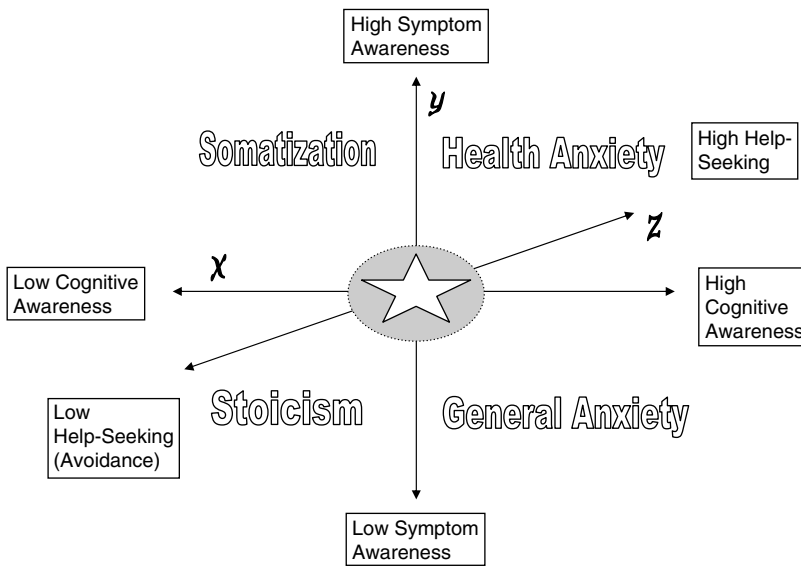 High Symptom
Awareness
y
Somatization
Health Anxiety
High Help-
Seeking
Z
X
Low Cognitive
Awareness
High
Cognitive
Awareness
Low
Help-Seeking
(Avoidance)
Stoicism
General Anxiety
Low Symptom
Awareness